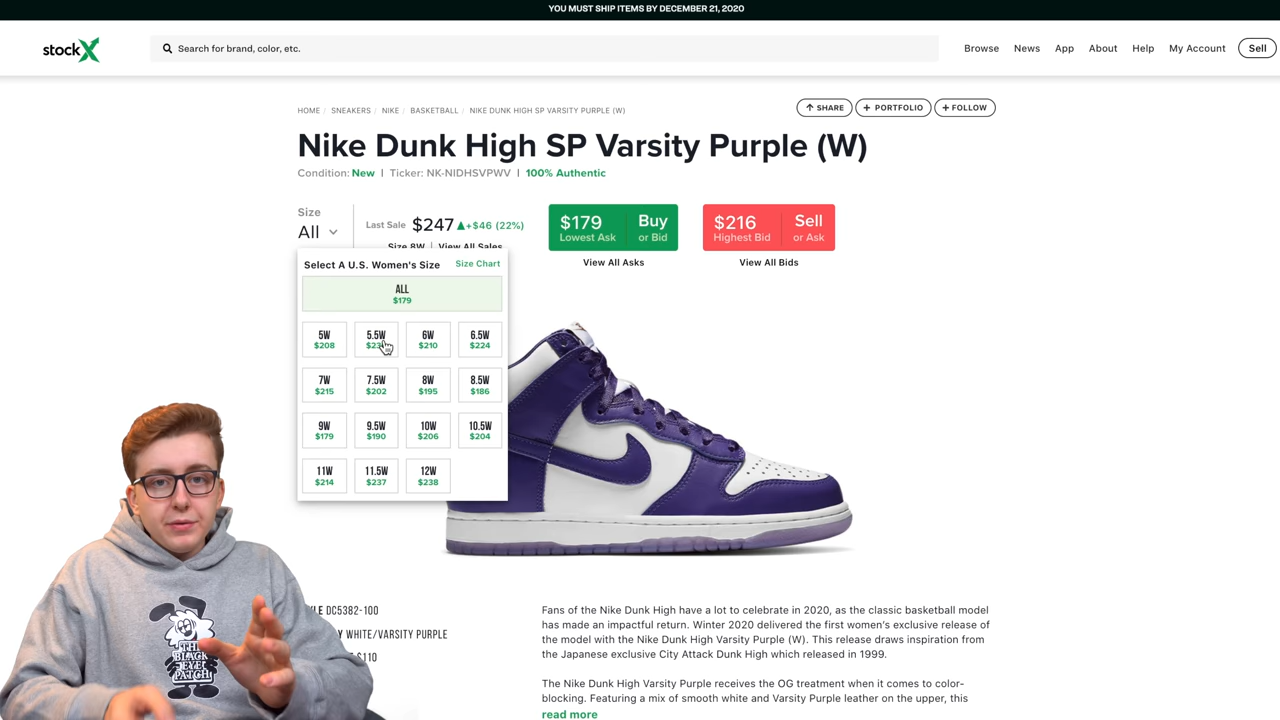 YOU MUST SHIP ITEMS BY DECEMBER 21, 2020
stockX
Search for brand, color, etc.
Browse News App About Help My Account Sell
HOME / SNEAKERS / NIKE / BASKETBALL / NIKE DUNK HIGH SP VARSITY PURPLE (W)
SHARE + PORTFOLIO + FOLLOW
Nike Dunk High SP Varsity Purple (W)
Condition: New | Ticker: NK-NIDHSVPWV | 100% Authentic
Size
All
Last Sale $247 ▲+$46 (22%)
Size 8W | View All Sales
$179 Buy
Lowest Ask or Bid
View All Asks
$216 Sell
Highest Bid or Ask
View All Bids
Select A U.S. Women's Size Size Chart
ALL
$179
5W 5.5W 6W 6.5W
$208 $210 $224
7W 7.5W 8W 8.5W
$215 $202 $195 $186
9W 9.5W 10W 10.5W
$179 $190 $206 $204
11W 11.5W 12W
$214 $237 $238
DC5382-100
WHITE/VARSITY PURPLE
$110
Fans of the Nike Dunk High have a lot to celebrate in 2020, as the classic basketball model
has made an impactful return. Winter 2020 delivered the first women's exclusive release of
the model with the Nike Dunk High Varsity Purple (W). This release draws inspiration from
the Japanese exclusive City Attack Dunk High which released in 1999.
The Nike Dunk High Varsity Purple receives the OG treatment when it comes to color-
blocking. Featuring a mix of smooth white and Varsity Purple leather on the upper, this
read more
THE
BLACK
EYE
PATCH